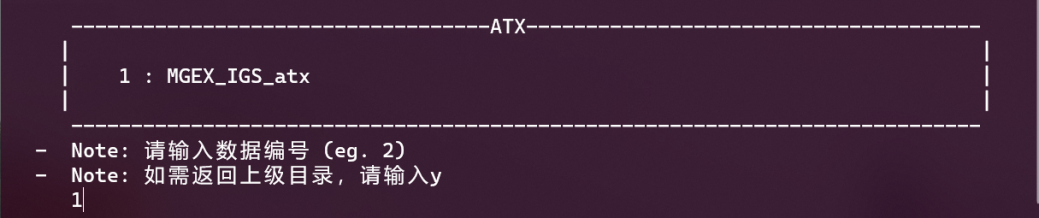 ATX
1 : MGEX_IGS_atx
- Note: 请输入数据编号 (eg. 2)
- Note: 如需返回上级目录，请输入y
1